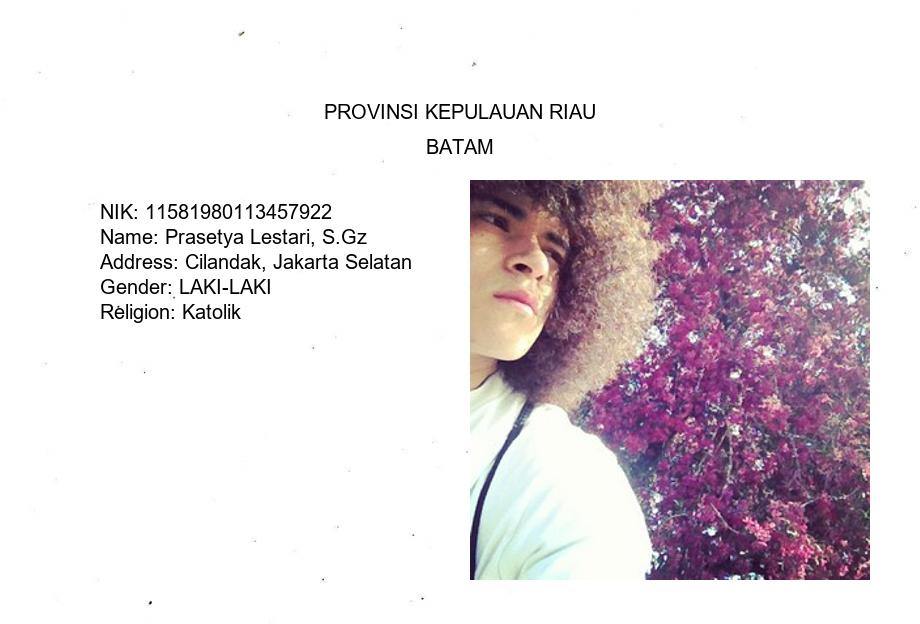 PROVINSI KEPULAUAN RIAU
BATAM
NIK: 11581980113457922
Name: Prasetya Lestari, S.Gz
Address: Cilandak, Jakarta Selatan
Gender: LAKI-LAKI
Religion: Katolik